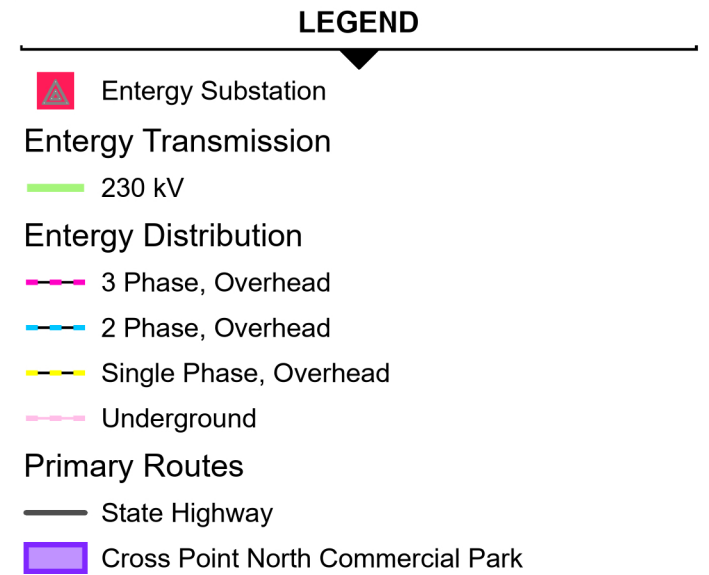 LEGEND
Entergy Substation
Entergy Transmission
230 kV
Entergy Distribution
3 Phase, Overhead
2 Phase, Overhead
Single Phase, Overhead
Underground
Primary Routes
State Highway
Cross Point North Commercial Park